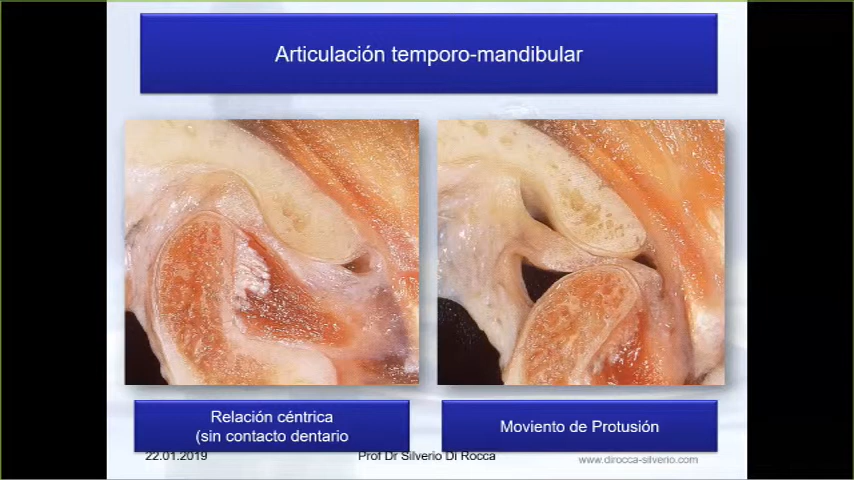 Articulación temporo-mandibular
Relación céntrica
(sin contacto dentario
Moviento de Protusión
22.01.2019
Prof Dr Silverio Di Rocca
www.dirocca-silverio.com